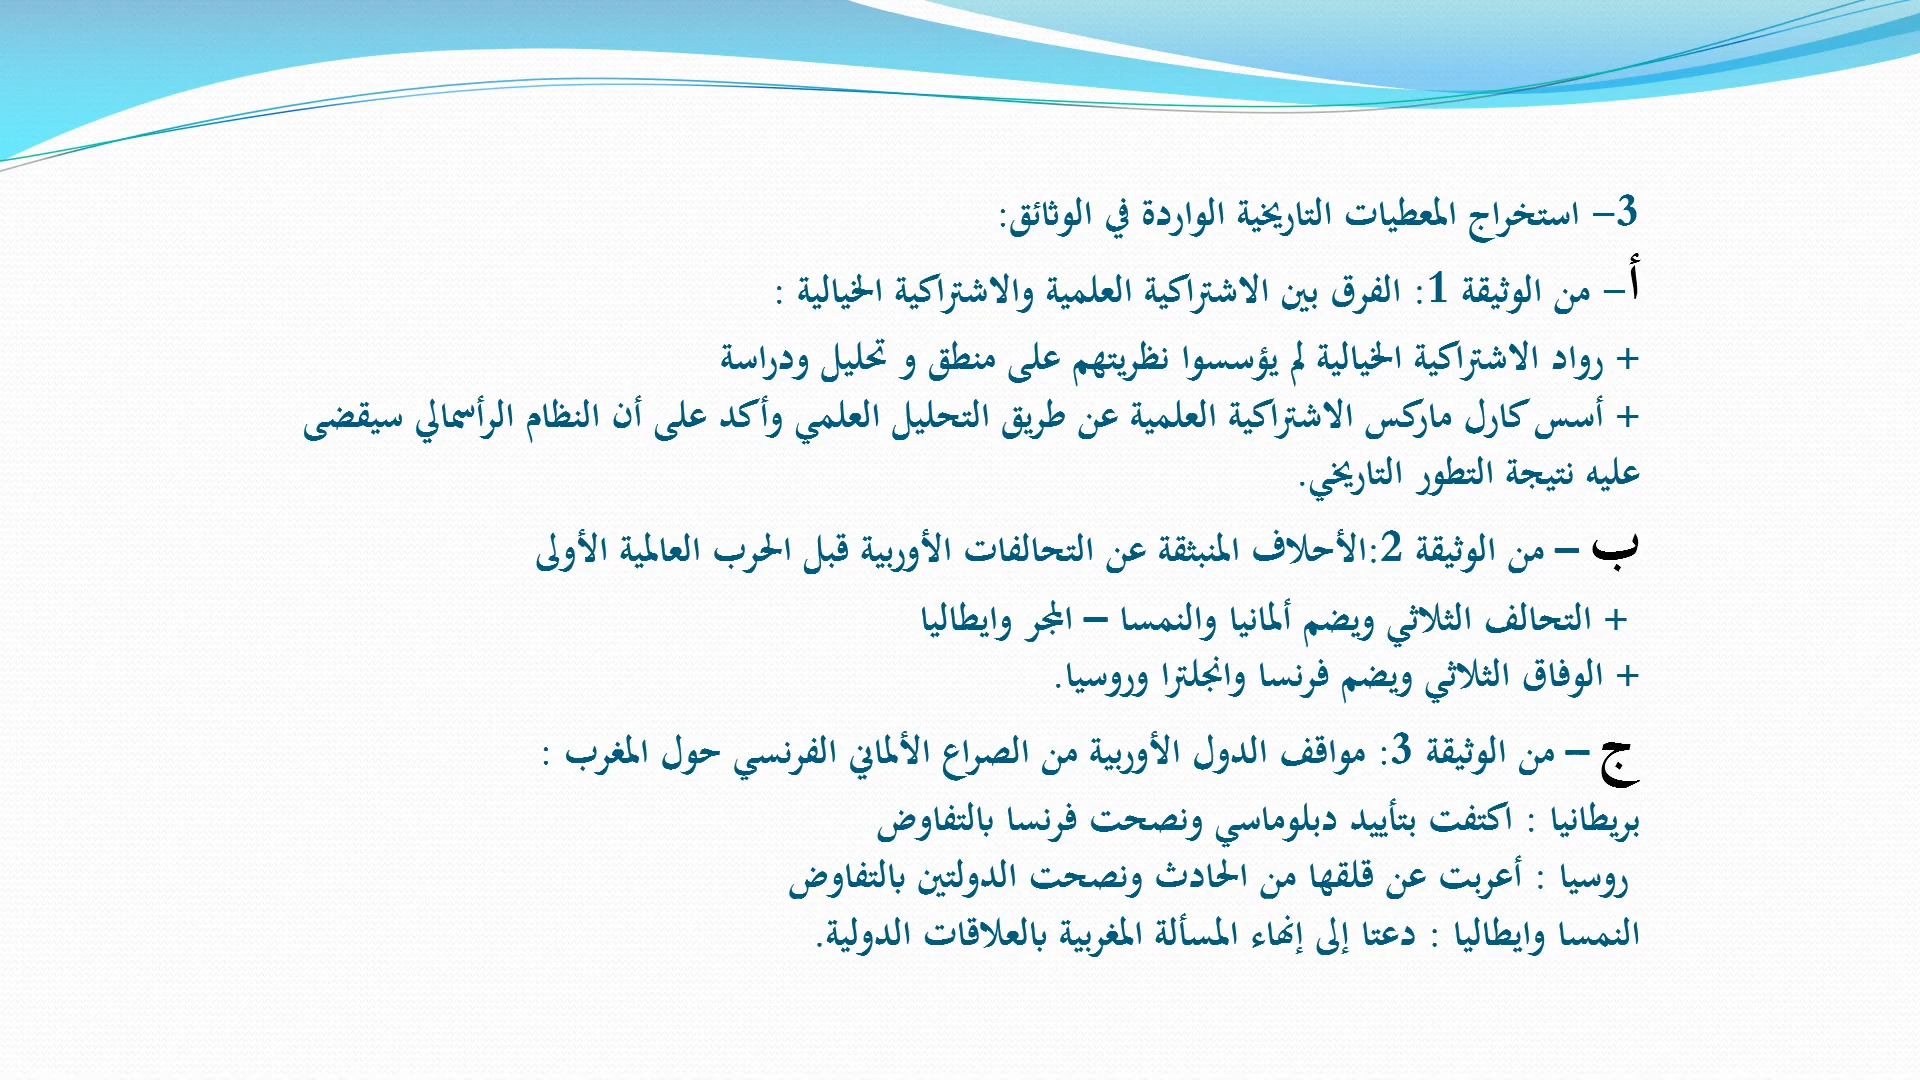 3- استخراج المعطيات التاريخية الواردة في الوثائق:
أ- من الوثيقة 1: الفرق بين الاشتراكية العلمية والاشتراكية الخيالية :
+ رواد الاشتراكية الخيالية لم يؤسسوا نظريتهم على منطق و تحليل ودراسة
+ أسس كارل ماركس الاشتراكية العلمية عن طريق التحليل العلمي وأكد على أن النظام الرأسمالي سيقضى
عليه نتيجة التطور التاريخي.
ب – من الوثيقة 2:الأحلاف المنبثقة عن التحالفات الأوربية قبل الحرب العالمية الأولى
+ التحالف الثلاثي ويضم ألمانيا والنمسا – المجر وايطاليا
+ الوفاق الثلاثي ويضم فرنسا وانجلترا وروسيا.
ج – من الوثيقة 3: مواقف الدول الأوربية من الصراع الألماني الفرنسي حول المغرب :
بريطانيا : اكتفت بتأييد دبلوماسي ونصحت فرنسا بالتفاوض
روسيا : أعربت عن قلقها من الحادث ونصحت الدولتين بالتفاوض
النمسا وايطاليا : دعتا إلى إنهاء المسألة المغربية بالعلاقات الدولية.